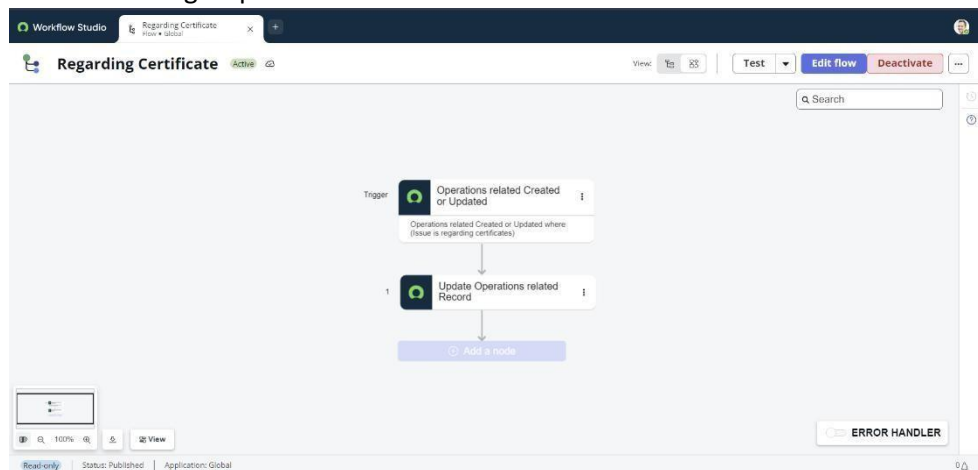 Workflow Studio
Regarding Certificate
Flow • Global
Regarding Certificate
Active
View:
Test
Edit flow
Deactivate
Search
Trigger
Operations related Created
or Updated
Operations related Created or Updated where
(Issue is regarding certificates)
1
Update Operations related
Record
Add a node
100%
View
ERROR HANDLER
Read-only
Status: Published
Application: Global
0